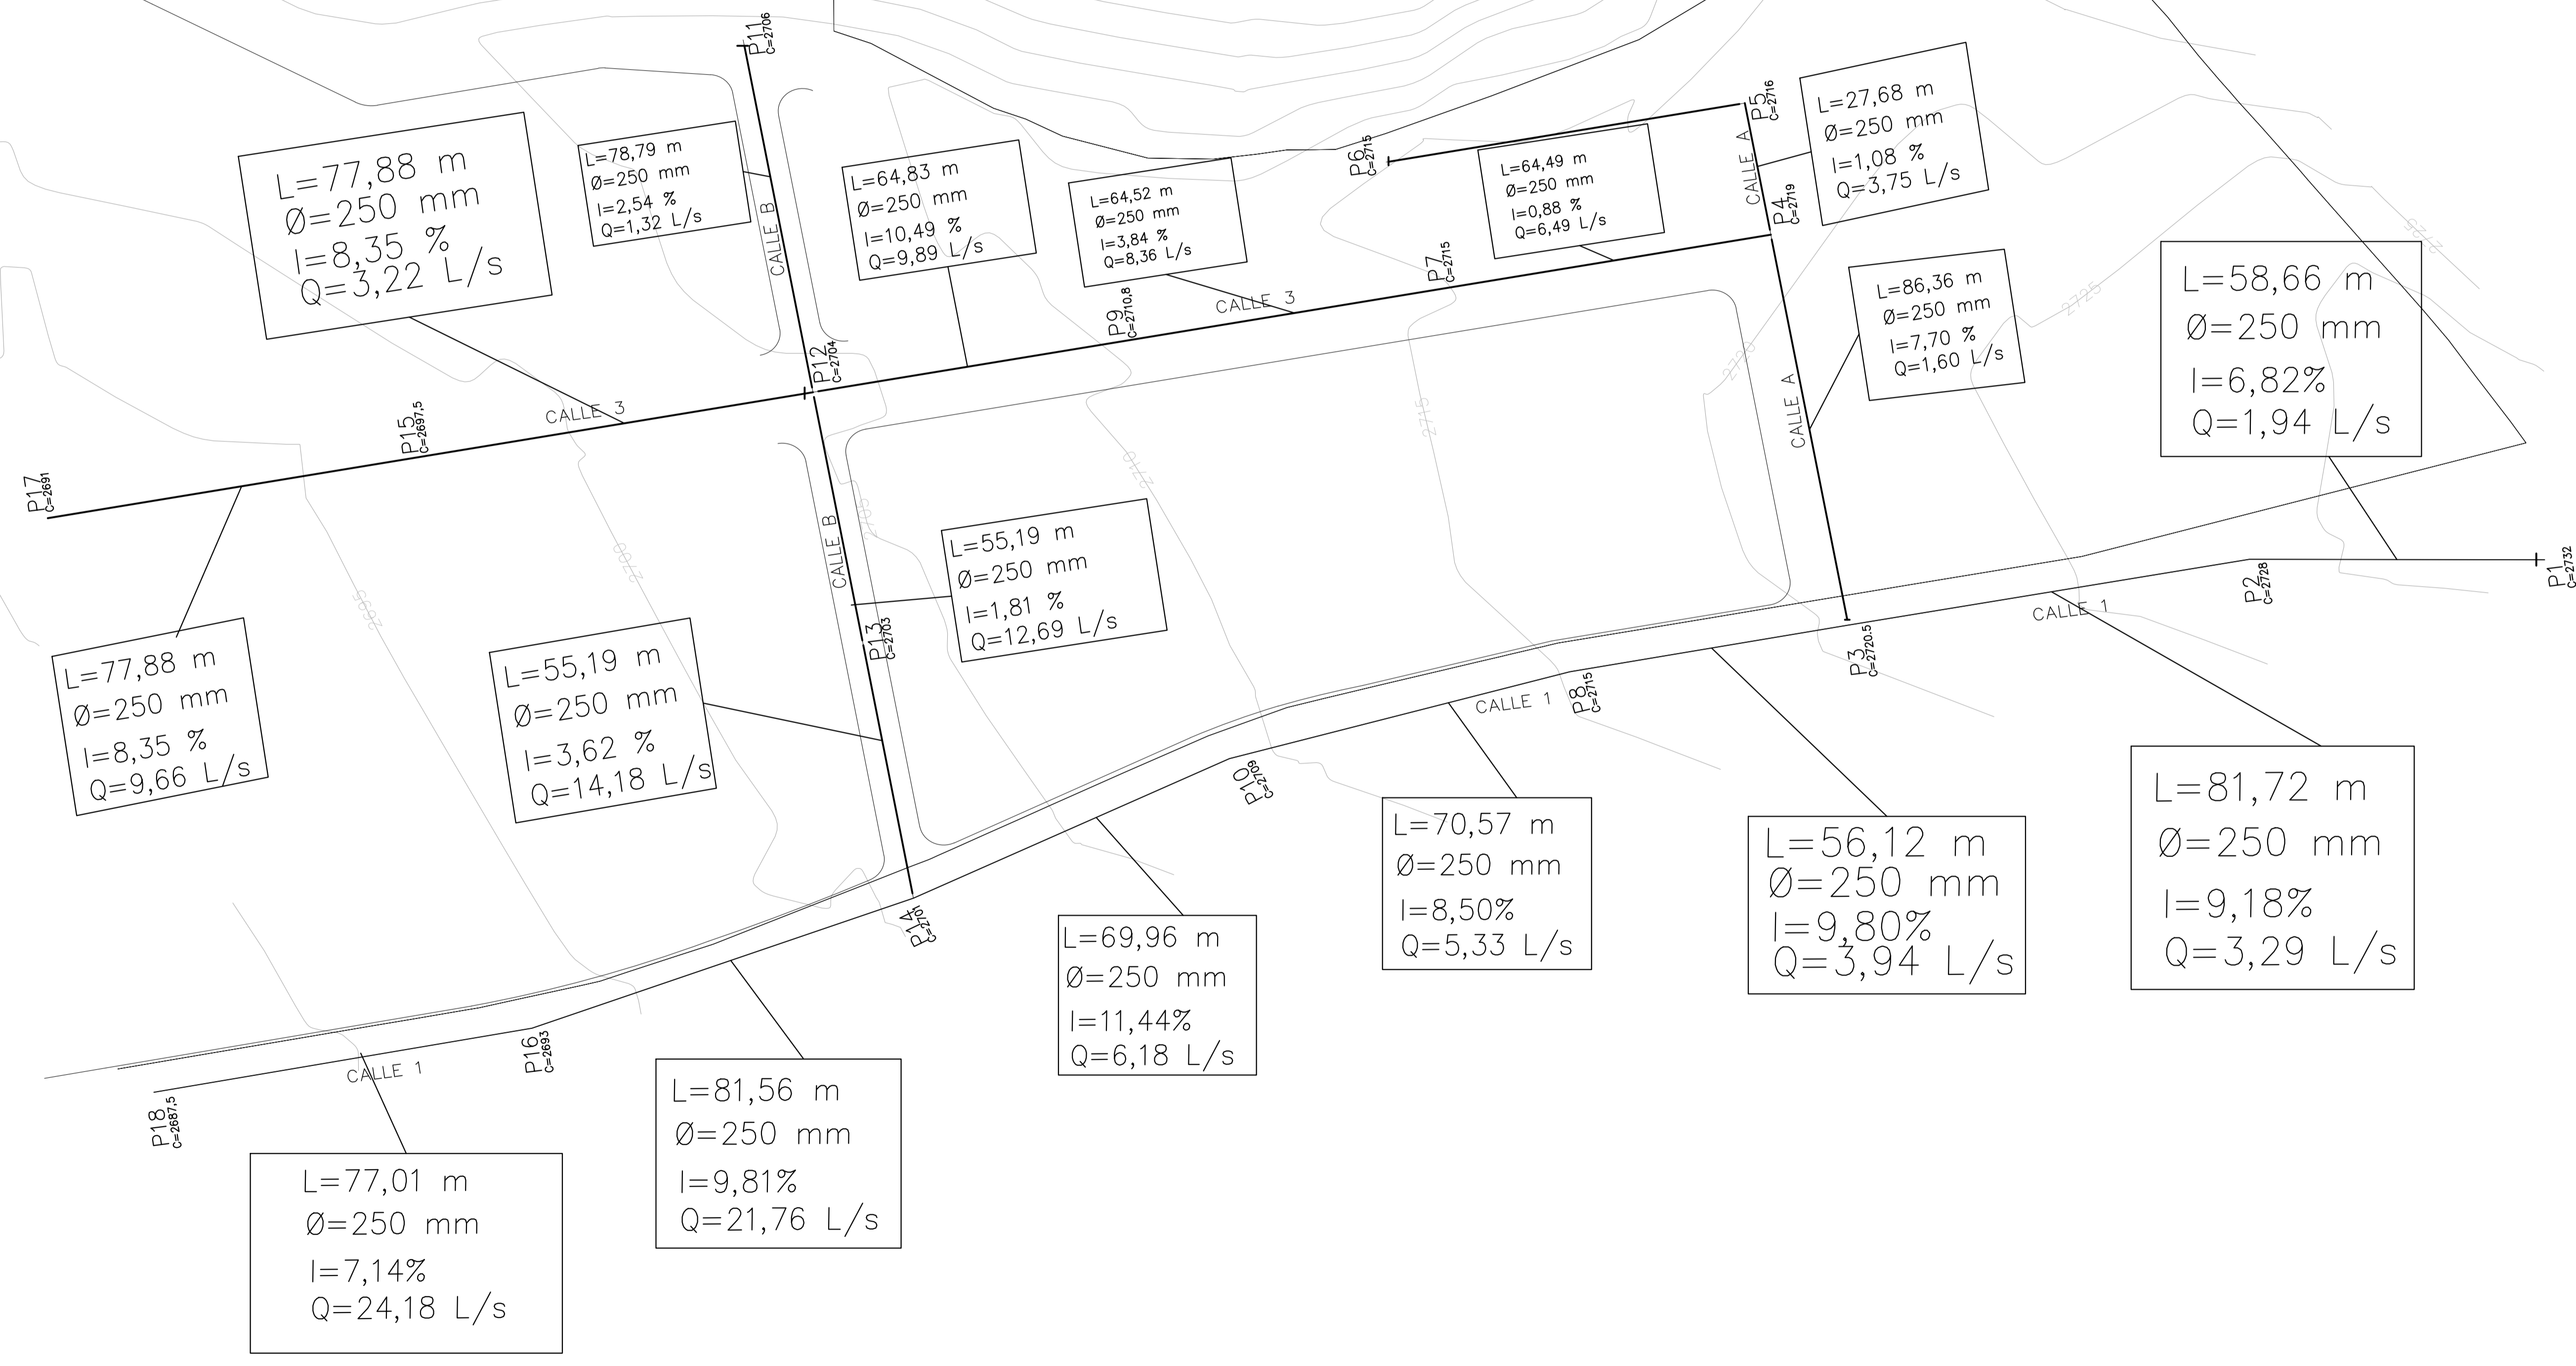 P11
C=2706
L=77,88 m
Ø=250 mm
I=8,35 %
Q=3,22 L/s
L=78,79 m
Ø=250 mm
I=2,54 %
Q=1,32 L/s
CALLE B
L=64,83 m
Ø=250 mm
I=10,49 %
Q=9,89 L/s
L=64,52 m
Ø=250 mm
I=3,84 %
Q=8,36 L/s
P6
C=2715
L=64,49 m
Ø=250 mm
I=0,88 %
Q=6,49 L/s
P5
C=2716
CALLE A
L=27,68 m
Ø=250 mm
I=1,08 %
Q=3,75 L/s
P4
C=2719
P7
C=2715
CALLE 3
P9
C=2710,8
P12
C=2704
L=86,36 m
Ø=250 mm
I=7,70 %
Q=1,60 L/s
2725
2725
L=58,66 m
Ø=250 mm
I=6,82%
Q=1,94 L/s
CALLE A
2715
2710
CALLE 3
P15
C=2697,5
P17
C=2691
CALLE B
2700
2695
L=55,19 m
Ø=250 mm
I=1,81 %
Q=12,69 L/s
P13
C=2703
L=77,88 m
Ø=250 mm
I=8,35 %
Q=9,66 L/s
L=55,19 m
Ø=250 mm
I=3,62 %
Q=14,18 L/s
P1
C=2732
P2
C=2728
CALLE 1
P3
C=2720.5
P8
C=2715
CALLE 1
P10
C=2709
P14
C=2701
L=81,72 m
Ø=250 mm
I=9,18%
Q=3,29 L/s
L=56,12 m
Ø=250 mm
I=9,80%
Q=3,94 L/s
L=70,57 m
Ø=250 mm
I=8,50%
Q=5,33 L/s
L=69,96 m
Ø=250 mm
I=11,44%
Q=6,18 L/s
P16
C=2693
CALLE 1
P18
C=2687,5
L=81,56 m
Ø=250 mm
I=9,81%
Q=21,76 L/s
L=77,01 m
Ø=250 mm
I=7,14%
Q=24,18 L/s